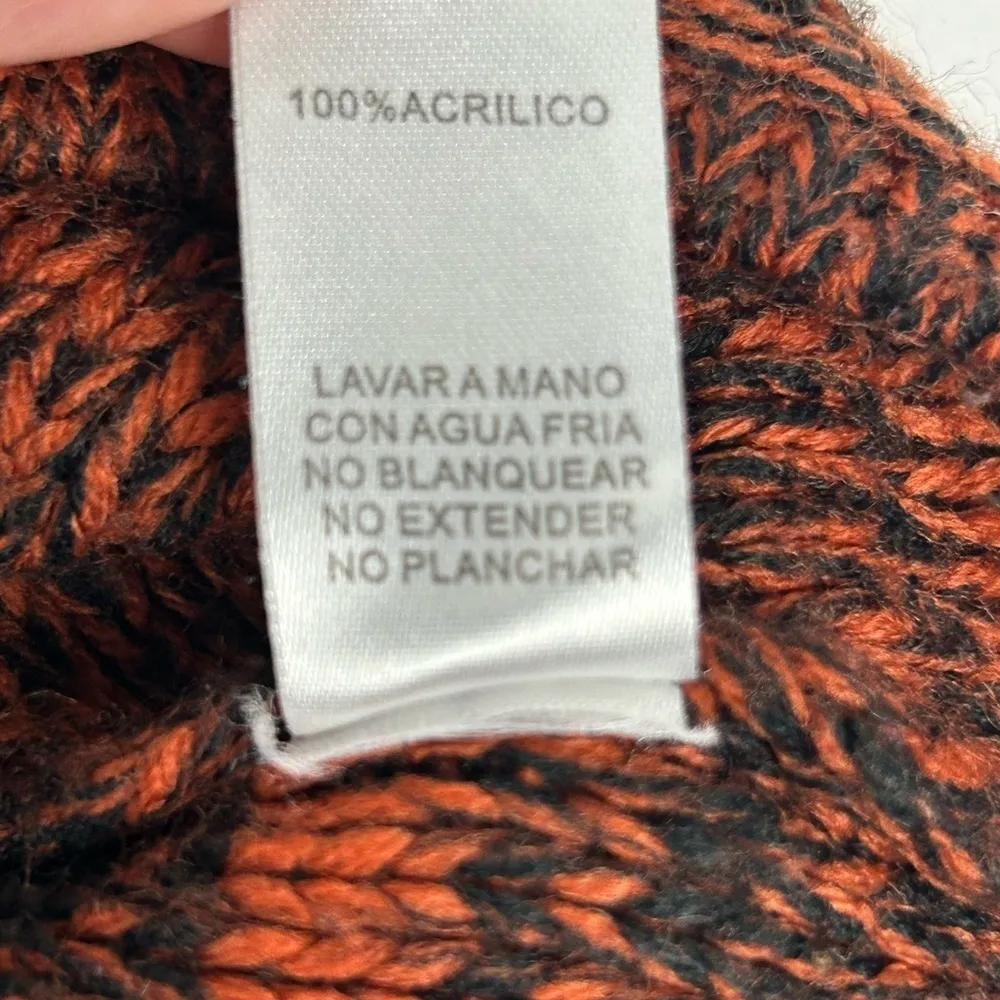 100%ACRILICO
LAVAR A MANO
CON AGUA FRIA
NO BLANQUEAR
NO EXTENDER
NO PLANCHAR